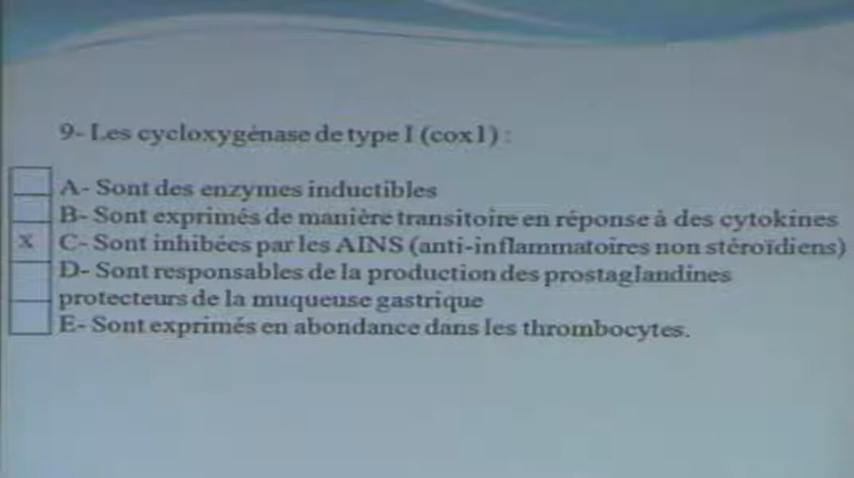 9- Les cycloxygénase de type I (cox1) :
A- Sont des enzymes inductibles
B- Sont exprimés de manière transitoire en réponse à des cytokines
x C- Sont inhibées par les AINS (anti-inflammatoires non stéroïdiens)
D- Sont responsables de la production des prostaglandines
protecteurs de la muqueuse gastrique
E- Sont exprimés en abondance dans les thrombocytes.